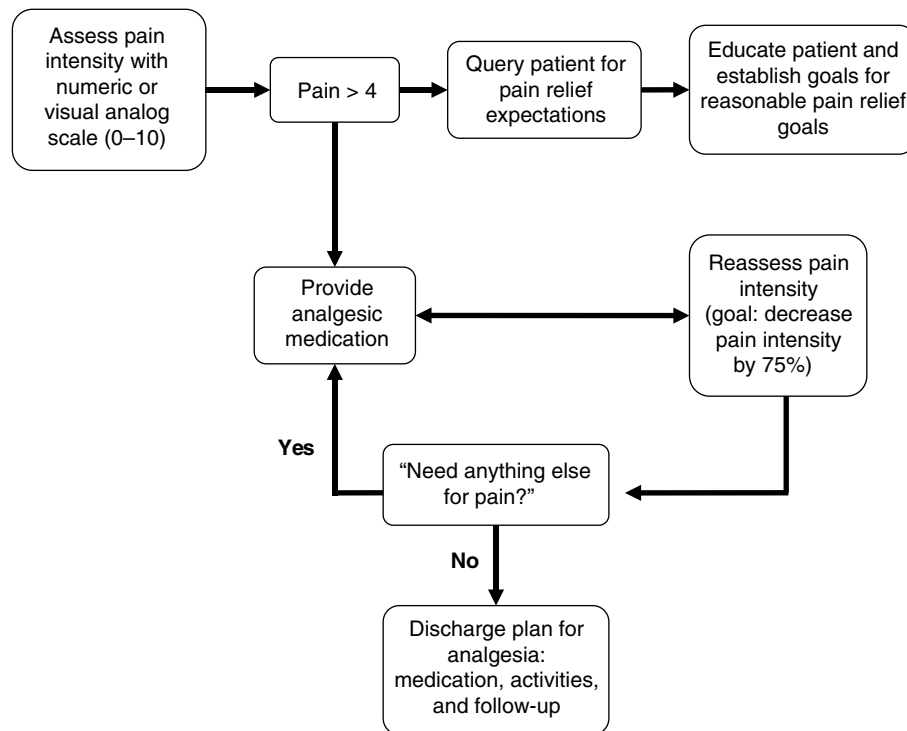 Assess pain
intensity with
numeric or
visual analog
scale (0–10)
Pain > 4
Query patient for
pain relief
expectations
Educate patient and
establish goals for
reasonable pain relief
goals
Provide
analgesic
medication
Reassess pain
intensity
(goal: decrease
pain intensity
by 75%)
Yes
“Need anything else
for pain?”
No
Discharge plan for
analgesia:
medication, activities,
and follow-up